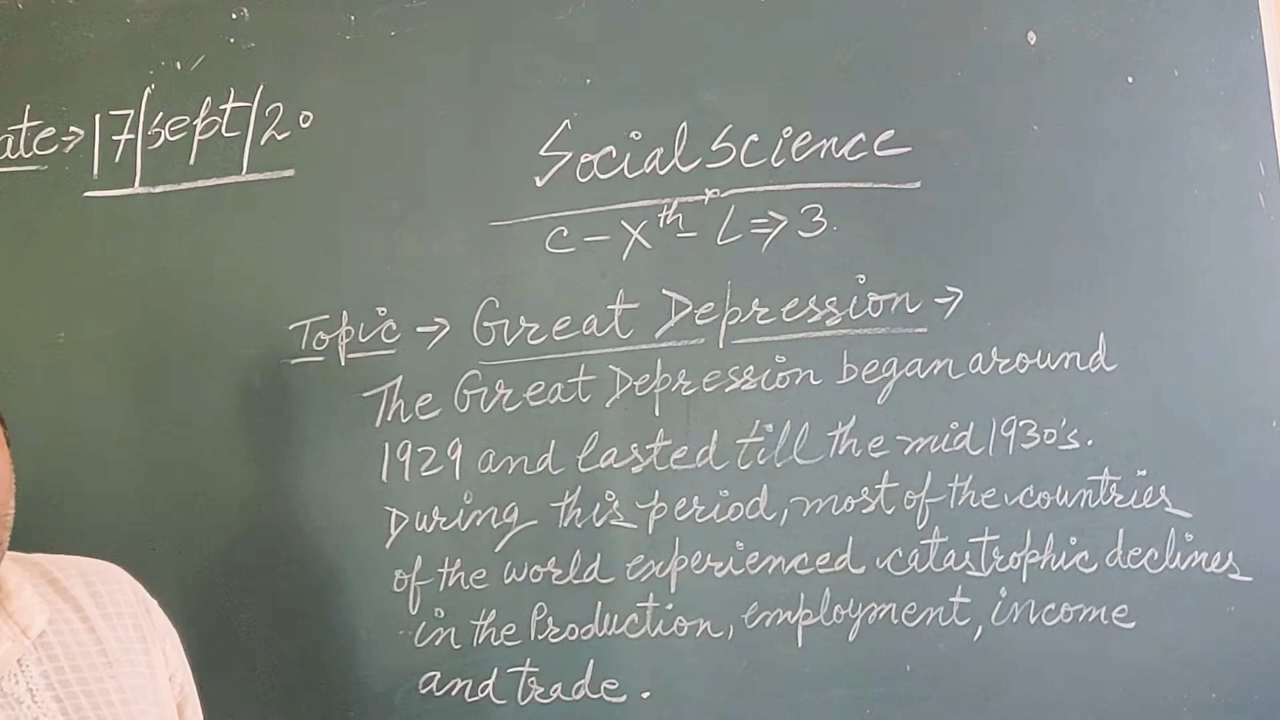 ate→ 17/sept/20
Social Science
C-Xth L⇒3.
Topic → Great Depression →
The Great Depression began around
1929 and lasted till the mid 1930's.
During this period, most of the countries
of the world experienced catastrophic declines
in the Production, employment, income
and trade.